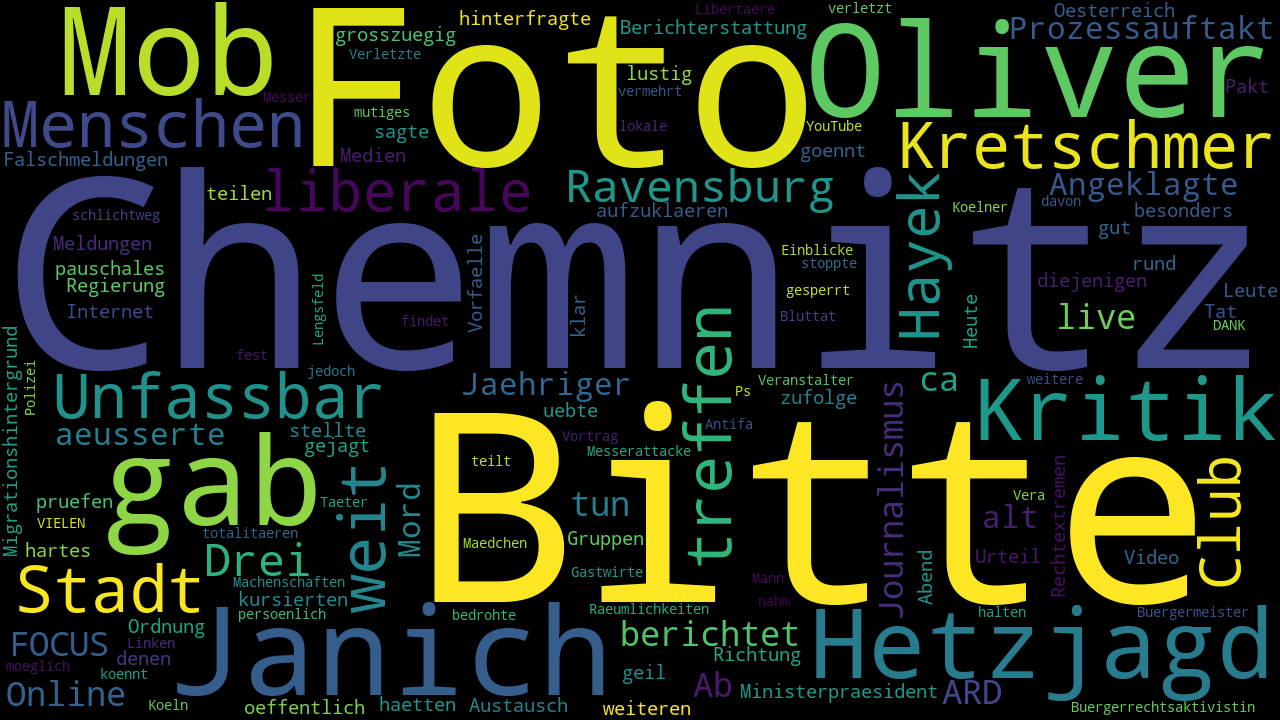 hinterfragte
Libertaere
verletzt
Oesterreich
Mob
Foto
Oliver
grosszuegig
Berichterstattung
Prozessauftakt
Verletzte
lustig
Pakt
Messer
vermehrt
Menschen
mutiges
sagte
lokale
YouTube
Kretschmer
Falschmeldungen
Medien
goennt
Chemnitz
teilen
liberale
Ravensburg
Hayek
Angeklagte
schlichtweg
aufzuklaeren
Koelner
davon
besonders
Meldungen
Einblicke
gut
pauschales
Vorfaelle
stoppte
rund
Regierung
Lengsfeld
gesperrt
diejenigen
Leute
Internet
findet
klar
Bluttat
Heute
live
Tat
DANK
fest
Migrationshintergrund
Polizei
jedoch
Unfassbar
Jaehriger
treffen
Ps
Veranstalter
zufolge
ca
weitere
Kritik
aeusserte
stellte
uebte
Antifa
Journalismus
gab
gejagt
weit
Vortrag
Messerattacke
Bitte
teilt
Mord
pruefen
Taeter
tun
Vera
Rechtextremen
Club
VIELEN
alt
totalitaeren
Maedchen
Gruppen
hartes
Drei
Urteil
Video
Stadt
Machenschaften
Gastwirte
Mann
Abend
kursierten
nahm
persoenlich
bedrohte
Raeumlichkeiten
halten
Buergermeister
Ordnung
FOCUS
Linken
Janich
berichtet
Hetzjagd
denen
Richtung
moeglich
koennt
geil
Online
Ab
Ministerpraesident
ARD
Koeln
oeffentlich
haetten
Austausch
weiteren
Buergerrechtsaktivistin